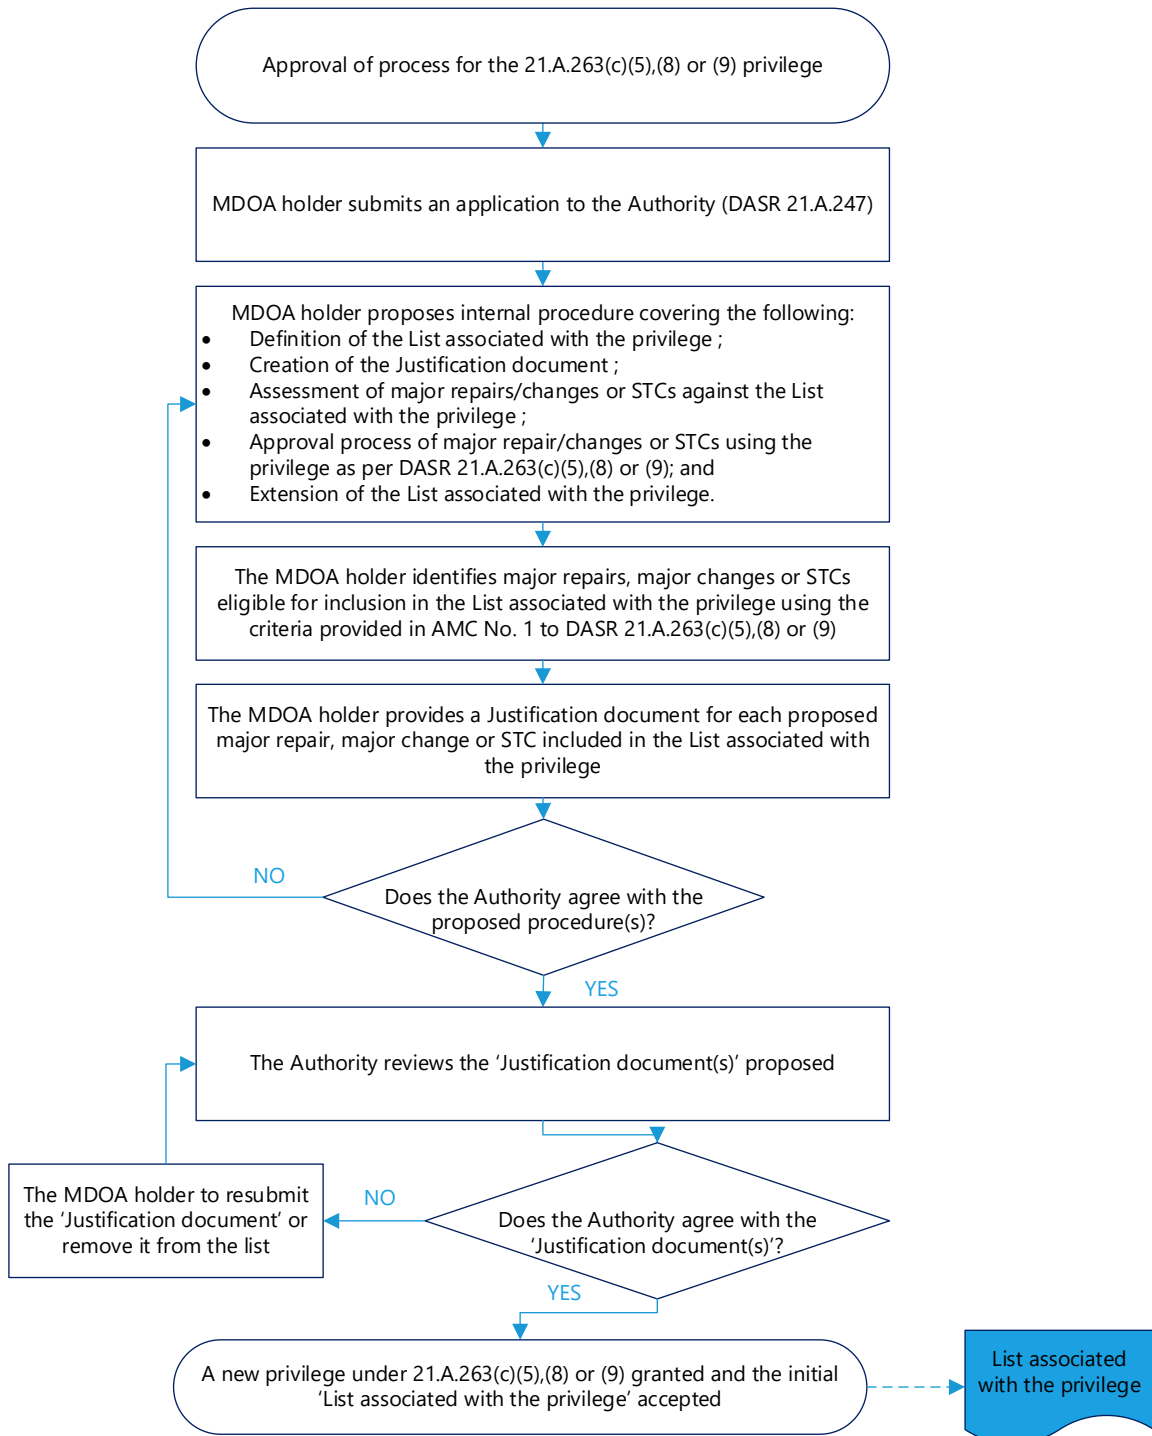 Approval of process for the 21.A.263(c)(5),(8) or (9) privilege
MDOA holder submits an application to the Authority (DASR 21.A.247)
MDOA holder proposes internal procedure covering the following:
• Definition of the List associated with the privilege ;
• Creation of the Justification document ;
• Assessment of major repairs/changes or STCs against the List
associated with the privilege ;
• Approval process of major repair/changes or STCs using the
privilege as per DASR 21.A.263(c)(5),(8) or (9); and
• Extension of the List associated with the privilege.
The MDOA holder identifies major repairs, major changes or STCs
eligible for inclusion in the List associated with the privilege using the
criteria provided in AMC No. 1 to DASR 21.A.263(c)(5),(8) or (9)
The MDOA holder provides a Justification document for each proposed
major repair, major change or STC included in the List associated with
the privilege
NO
Does the Authority agree with the
proposed procedure(s)?
YES
The Authority reviews the ‘Justification document(s)’ proposed
The MDOA holder to resubmit
the ‘Justification document’ or
remove it from the list
NO
Does the Authority agree with the
‘Justification document(s)’?
YES
A new privilege under 21.A.263(c)(5),(8) or (9) granted and the initial
‘List associated with the privilege’ accepted
List associated
with the privilege